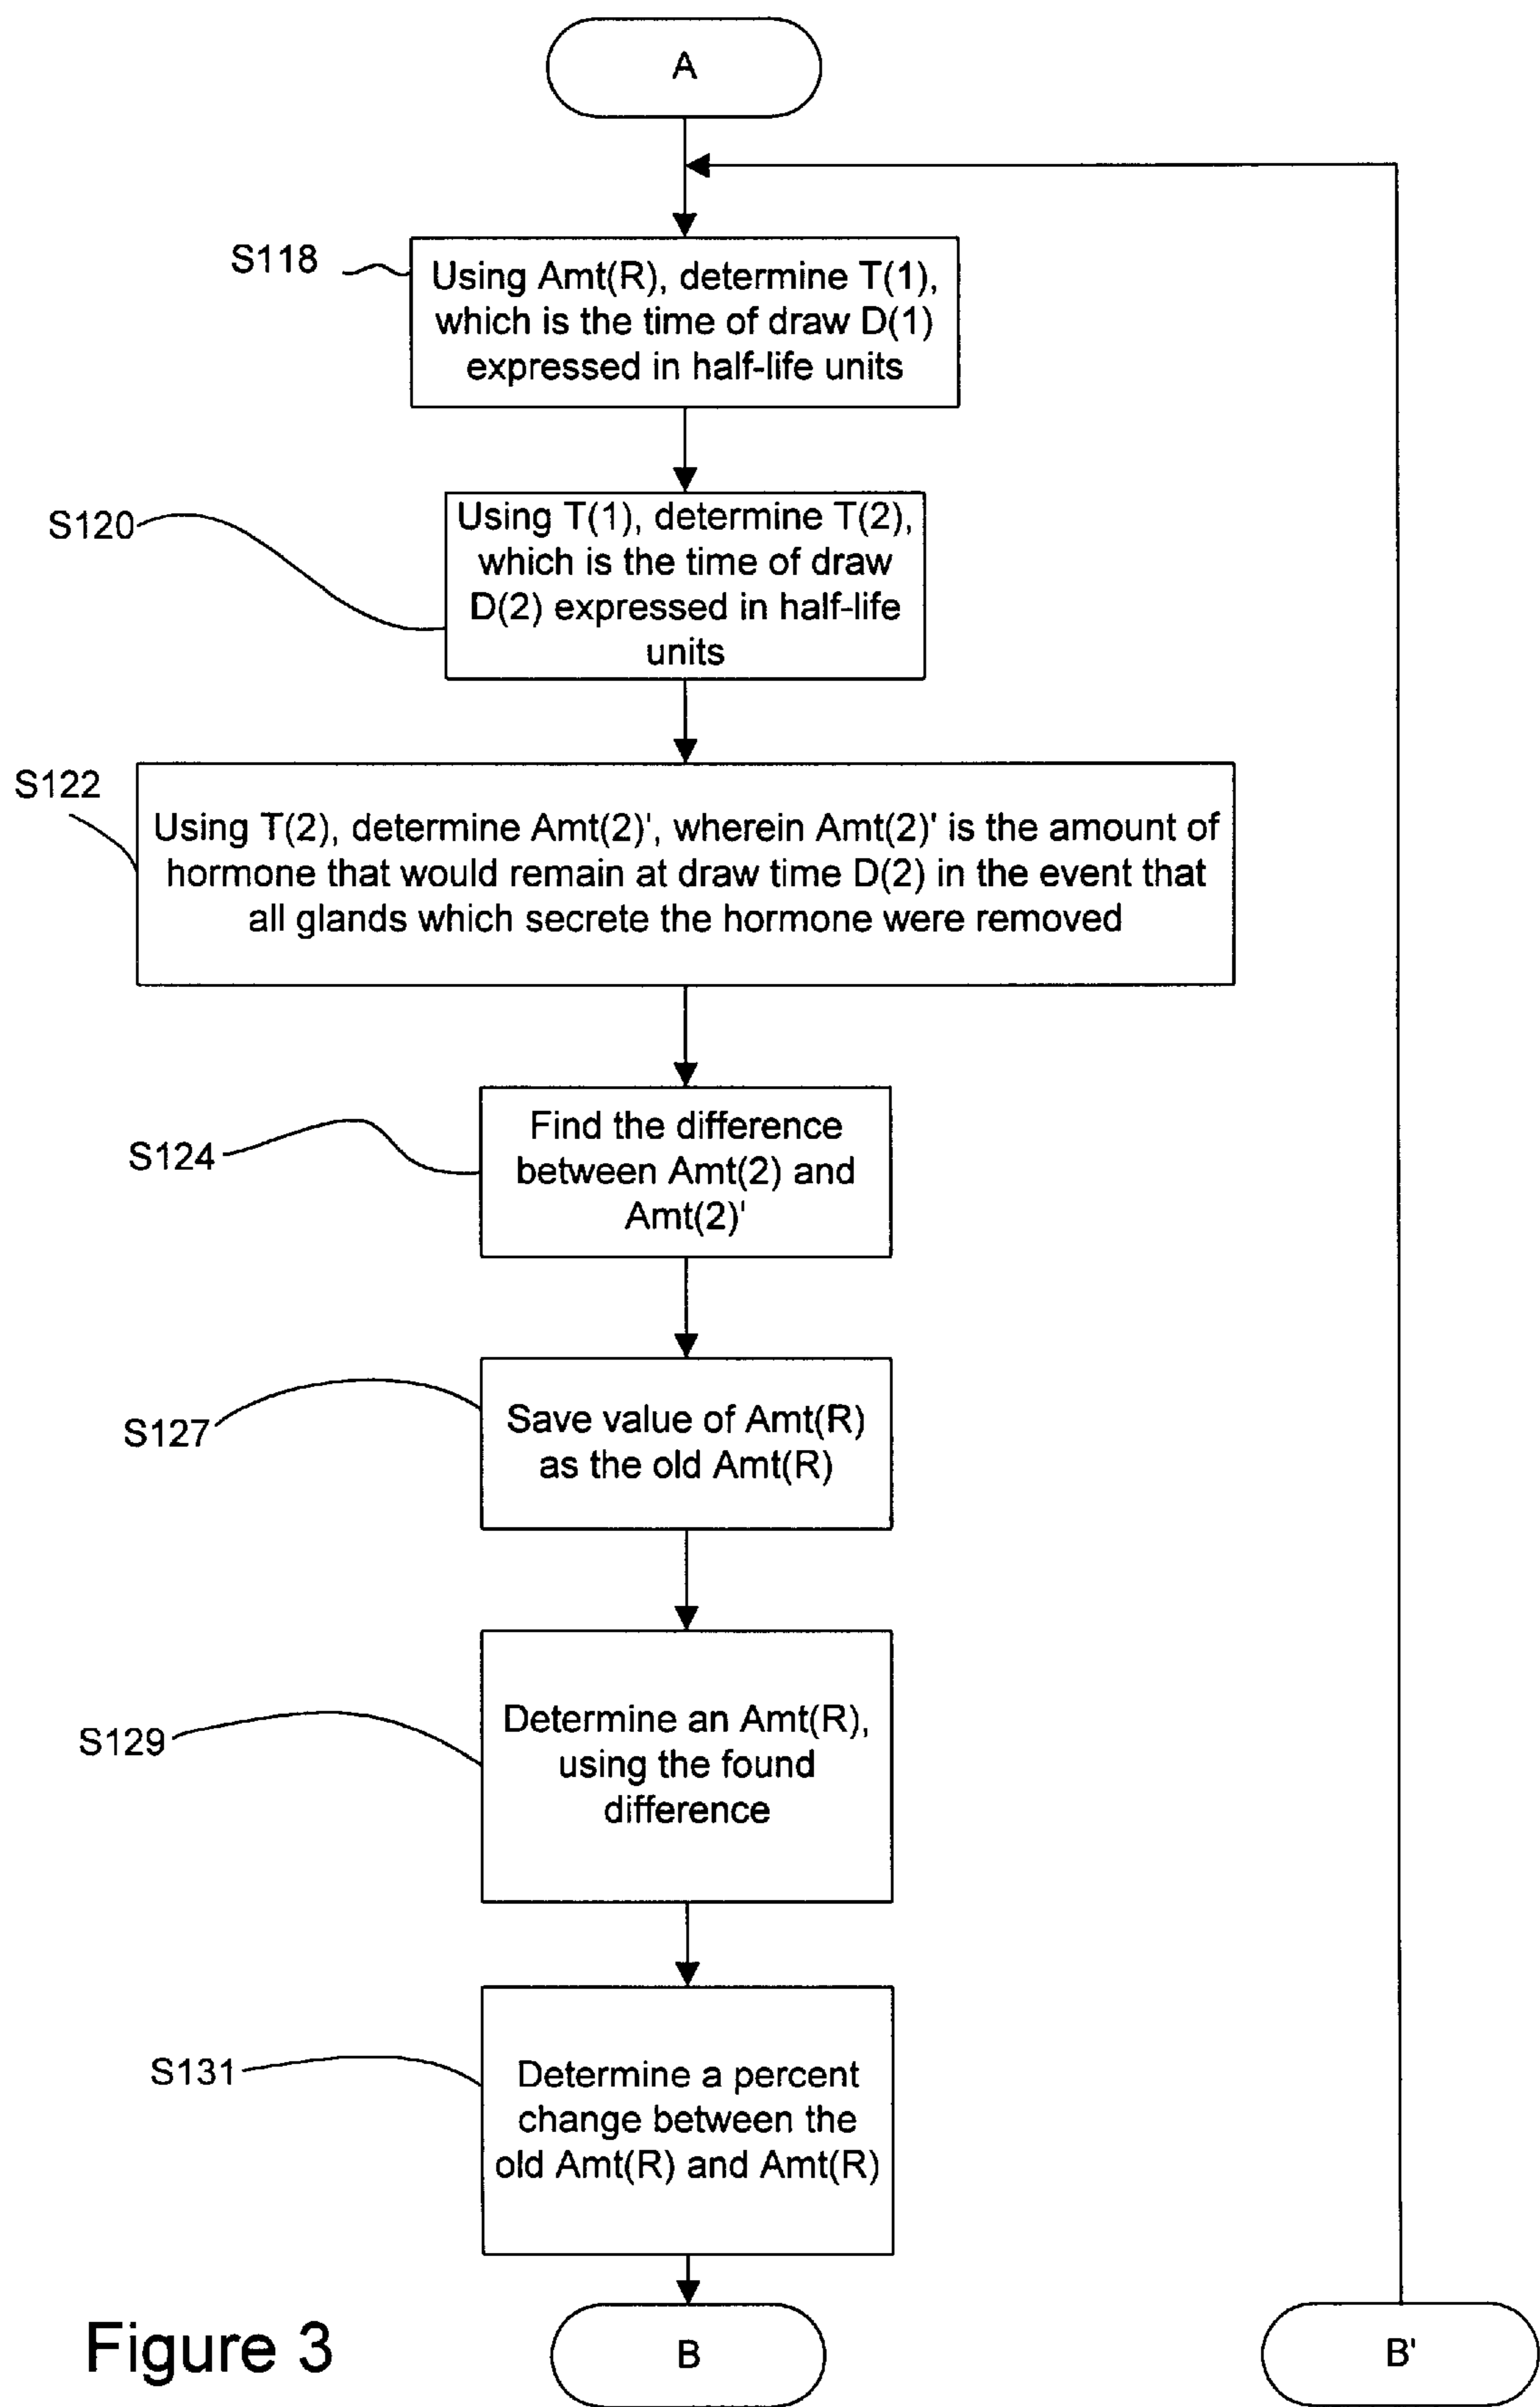 A
S118
Using Amt(R), determine T(1),
which is the time of draw D(1)
expressed in half-life units
S120
Using T(1), determine T(2),
which is the time of draw
D(2) expressed in half-life
units
S122
Using T(2), determine Amt(2)', wherein Amt(2)' is the amount of
hormone that would remain at draw time D(2) in the event that
all glands which secrete the hormone were removed
S124
Find the difference
between Amt(2) and
Amt(2)'
S127
Save value of Amt(R)
as the old Amt(R)
S129
Determine an Amt(R),
using the found
difference
S131
Determine a percent
change between the
old Amt(R) and Amt(R)
Figure 3
B
B'